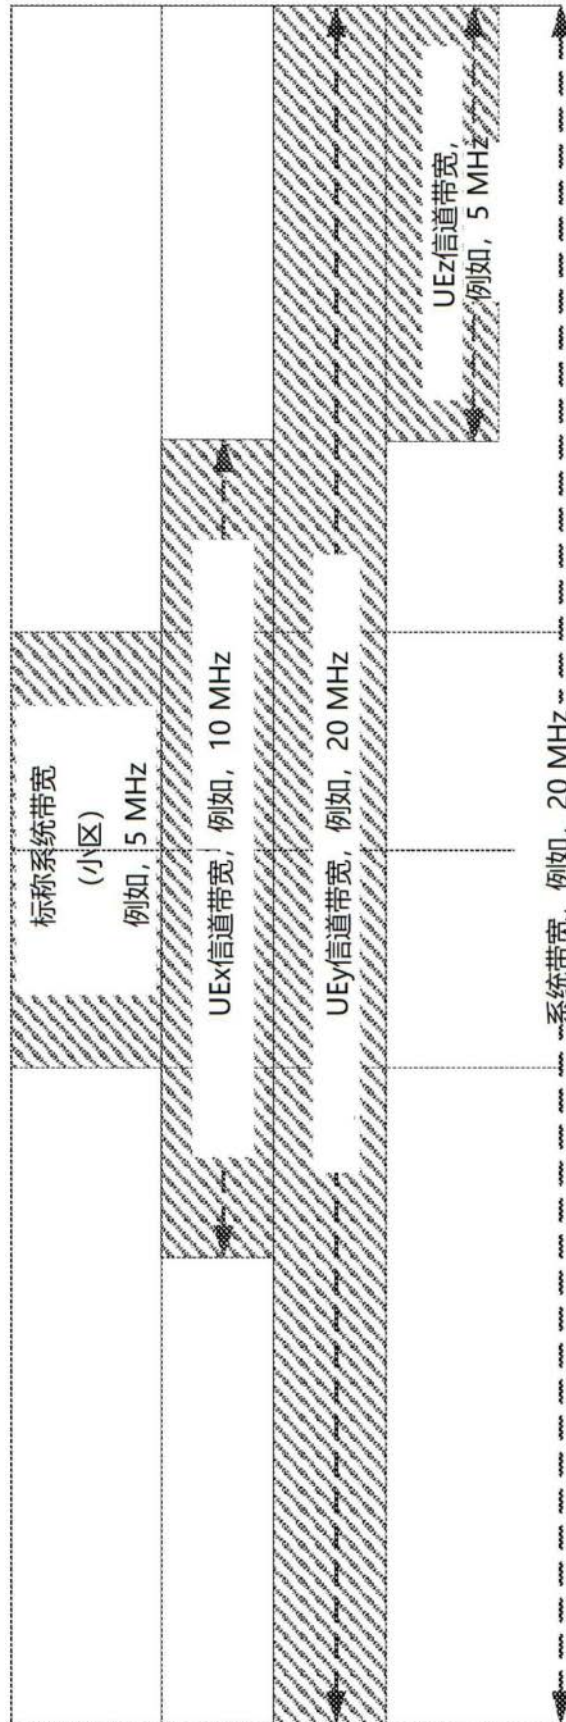 标称系统带宽
(小区)
例如, 5 MHz
UEx信道带宽, 例如, 10 MHz
UEy信道带宽, 例如, 20 MHz
UEz信道带宽,
例如, 5 MHz
系统带宽, 例如, 20 MHz